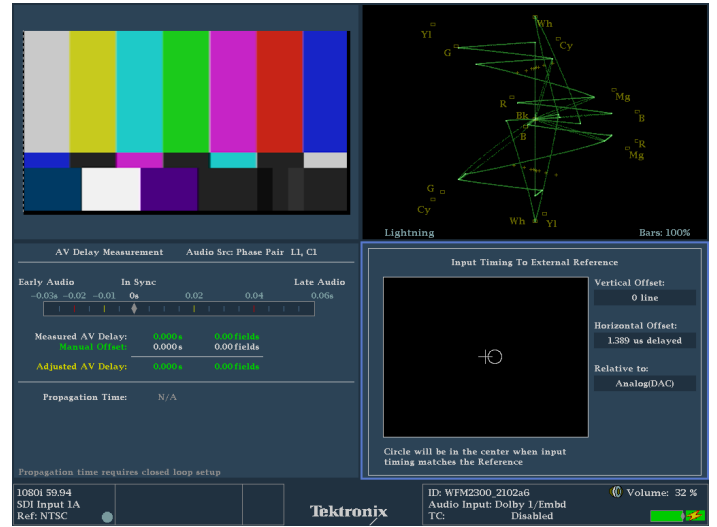 Yl
Wh
Cy
G
R
Mg
Bk
B
B
R
Mg
G
Cy
Wh
Yl
Lightning
Bars: 100%
AV Delay Measurement Audio Src: Phase Pair L1, C1
Early Audio In Sync Late Audio
-0.03s -0.02 -0.01 0s 0.02 0.04 0.06s
Measured AV Delay: 0.000 s 0.00 fields
Manual Offset: 0.000 s 0.00 fields
Adjusted AV Delay: 0.000 s 0.00 fields
Propagation Time: N/A
Propagation time requires closed loop setup
Input Timing To External Reference
Vertical Offset:
0 line
Horizontal Offset:
1.389 us delayed
Relative to:
Analog(DAC)
Circle will be in the center when input
timing matches the Reference
1080i 59.94
SDI Input 1A
Ref: NTSC
Tektronix
ID: WFM2300_2102a6
Volume: 32 %
Audio Input: Dolby 1/Embd
TC: Disabled